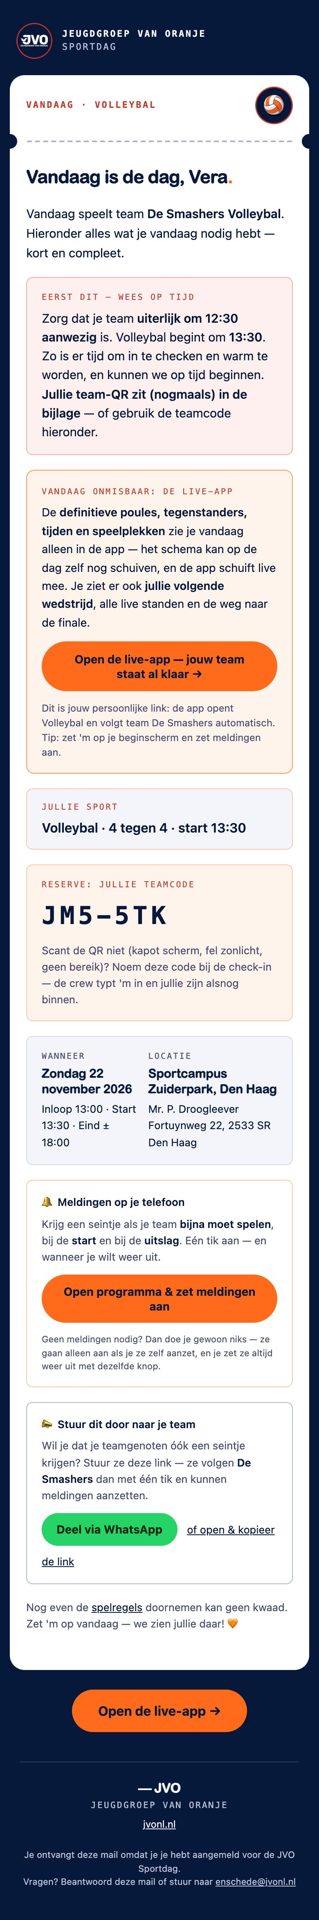 JVO
JEUGDGROEP VAN ORANJE
SPORTDAG
VANDAAG · VOLLEYBAL
Vandaag is de dag, Vera.
Vandaag speelt team De Smashers Volleybal.
Hieronder alles wat je vandaag nodig hebt —
kort en compleet.
EERST DIT — WEES OP TIJD
Zorg dat je team uiterlijk om 12:30
aanwezig is. Volleybal begint om 13:30.
Zo is er tijd om in te checken en warm te
worden, en kunnen we op tijd beginnen.
Jullie team-QR zit (nogmaals) in de
bijlage — of gebruik de teamcode
hieronder.
VANDAAG ONMISBAAR: DE LIVE-APP
De definitieve poules, tegenstanders,
tijden en speelplekken zie je vandaag
alleen in de app — het schema kan op de
dag zelf nog schuiven, en de app schuift live
mee. Je ziet er ook jullie volgende
wedstrijd, alle live standen en de weg naar
de finale.
Open de live-app — jouw team
staat al klaar →
Dit is jouw persoonlijke link: de app opent
Volleybal en volgt team De Smashers automatisch.
Tip: zet 'm op je beginscherm en zet meldingen
aan.
JULLIE SPORT
Volleybal · 4 tegen 4 · start 13:30
RESERVE: JULLIE TEAMCODE
JM5-5TK
Scant de QR niet (kapot scherm, fel zonlicht,
geen bereik)? Noem deze code bij de check-in
— de crew typt 'm in en jullie zijn alsnog
binnen.
WANNEER
Zondag 22
november 2026
Inloop 13:00 · Start
13:30 · Eind ±
18:00
LOCATIE
Sportcampus
Zuiderpark, Den Haag
Mr. P. Droogleever
Fortuynweg 22, 2533 SR
Den Haag
🔔 Meldingen op je telefoon
Krijg een seintje als je team bijna moet spelen,
bij de start en bij de uitslag. Eén tik aan — en
wanneer je wilt weer uit.
Open programma & zet meldingen
aan
Geen meldingen nodig? Dan doe je gewoon niks — ze
gaan alleen aan als je ze zelf aanzet, en je zet ze altijd
weer uit met dezelfde knop.
📣 Stuur dit door naar je team
Wil je dat je teamgenoten óók een seintje
krijgen? Stuur ze deze link — ze volgen De
Smashers dan met één tik en kunnen
meldingen aanzetten.
Deel via WhatsApp of open & kopieer
de link
Nog even de spelregels doornemen kan geen kwaad.
Zet 'm op vandaag — we zien jullie daar! 🧡
Open de live-app →
— JVO
JEUGDGROEP VAN ORANJE
jvonl.nl
Je ontvangt deze mail omdat je je hebt aangemeld voor de JVO
Sportdag.
Vragen? Beantwoord deze mail of stuur naar enschede@jvonl.nl